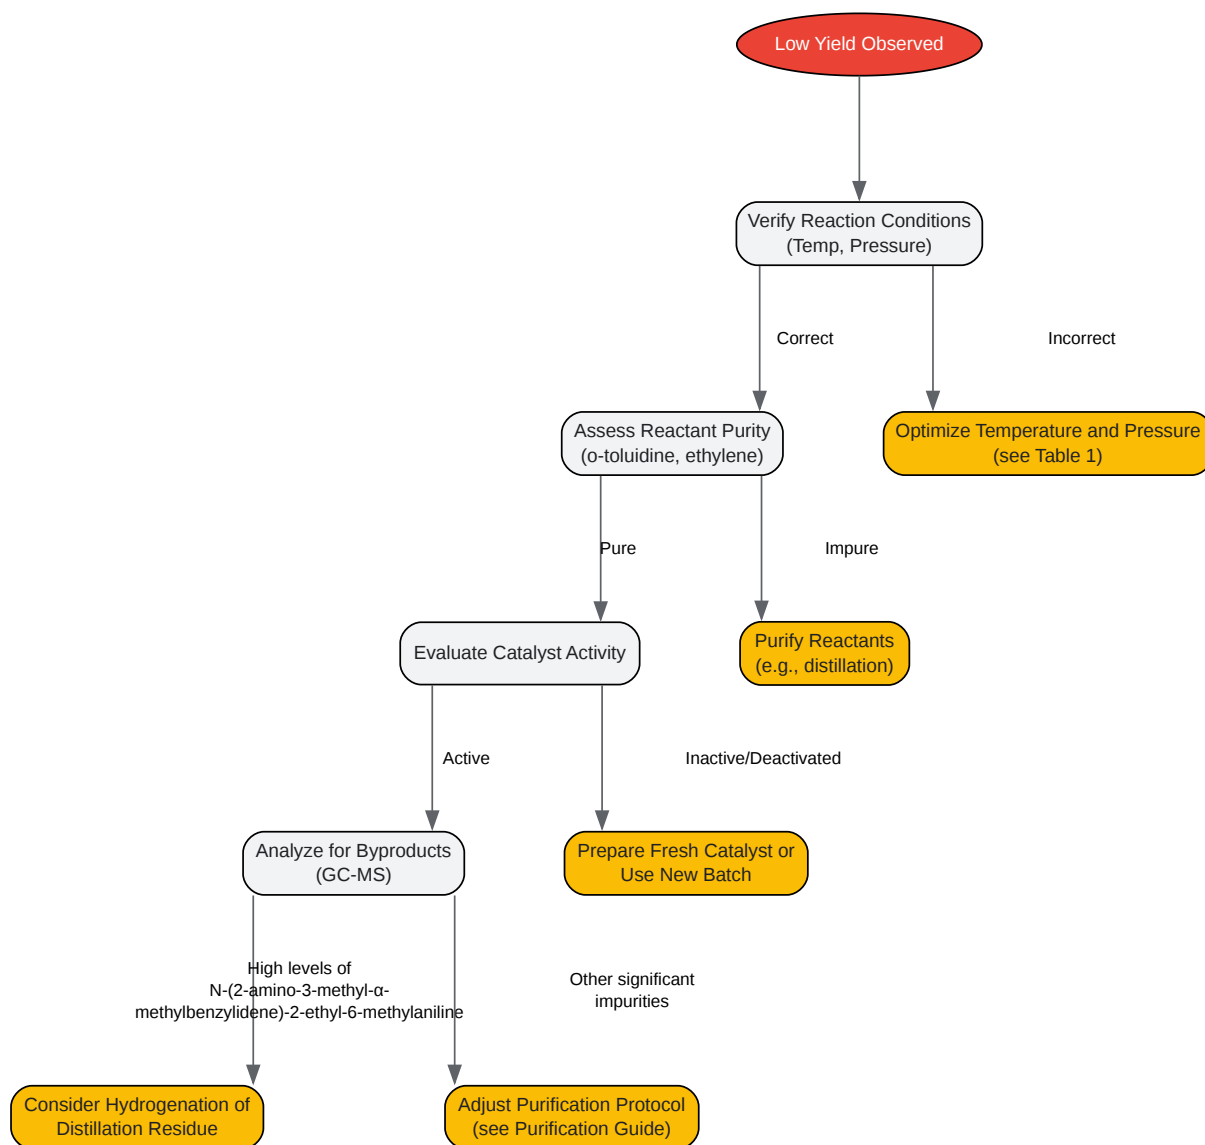 Low Yield Observed
Verify Reaction Conditions
(Temp, Pressure)
Correct
Incorrect
Assess Reactant Purity
(o-toluidine, ethylene)
Optimize Temperature and Pressure
(see Table 1)
Pure
Impure
Evaluate Catalyst Activity
Purify Reactants
(e.g., distillation)
Active
Inactive/Deactivated
Analyze for Byproducts
(GC-MS)
Prepare Fresh Catalyst or
Use New Batch
High levels of
N-(2-amino-3-methyl-α-
methylbenzylidene)-2-ethyl-6-methylaniline
Other significant
impurities
Consider Hydrogenation of
Distillation Residue
Adjust Purification Protocol
(see Purification Guide)